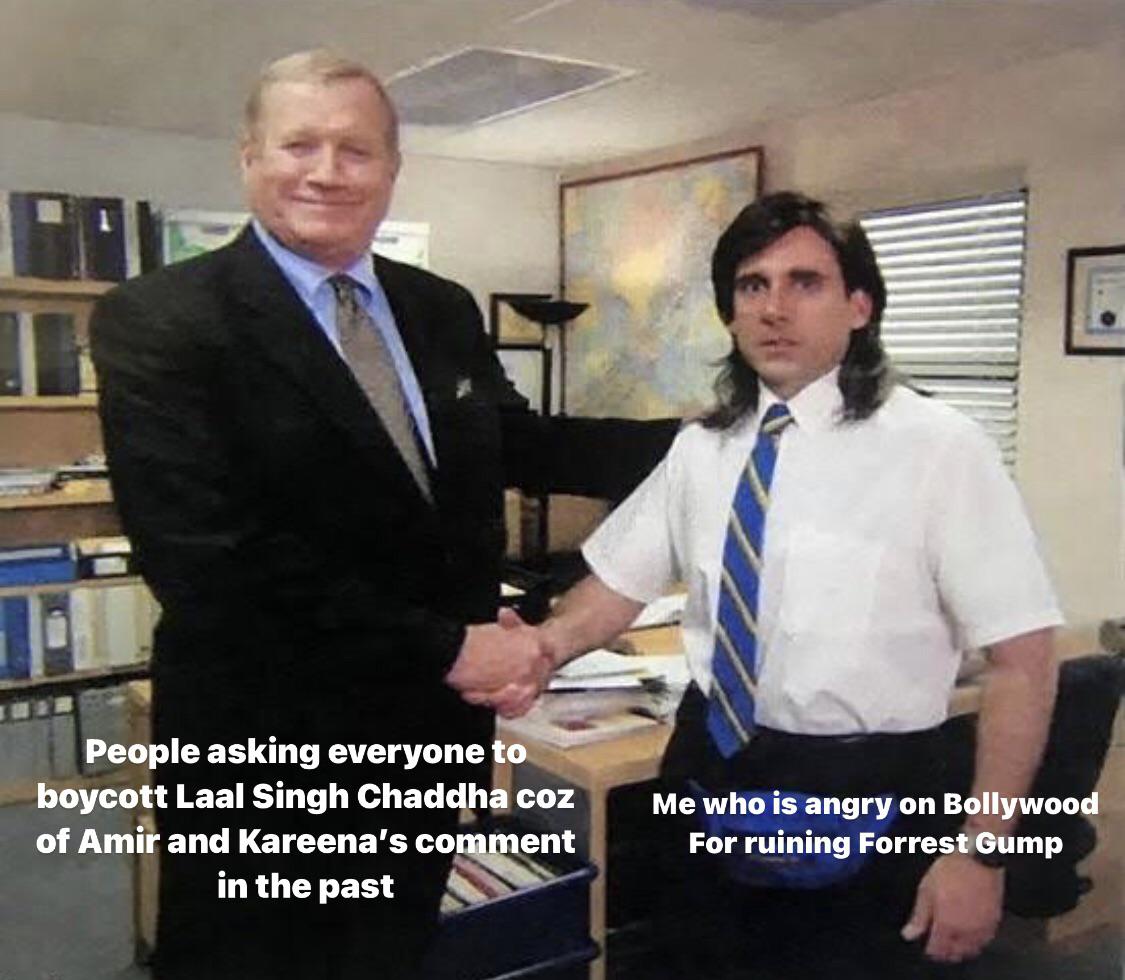 People asking everyone to
boycott Laal Singh Chaddha coz
of Amir and Kareena's comment
in the past
Me who is angry on Bollywood
For ruining Forrest Gump